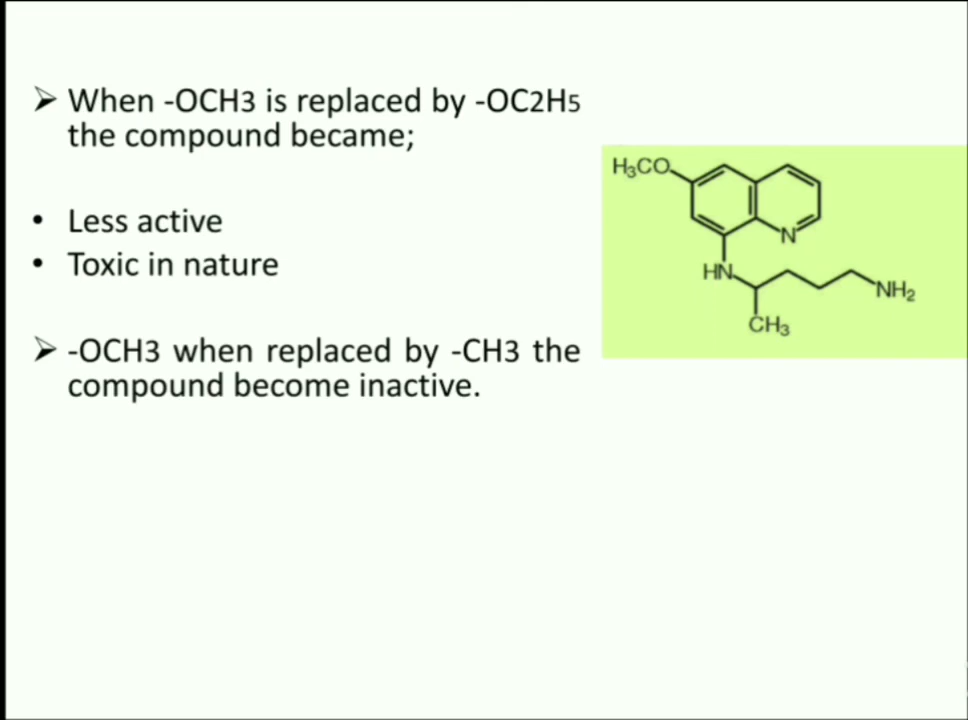 ➢ When -OCH3 is replaced by -OC2H5
the compound became;
• Less active
• Toxic in nature
➢ -OCH3 when replaced by -CH3 the
compound become inactive.
H₃CO
N
HN
NH₂
CH₃